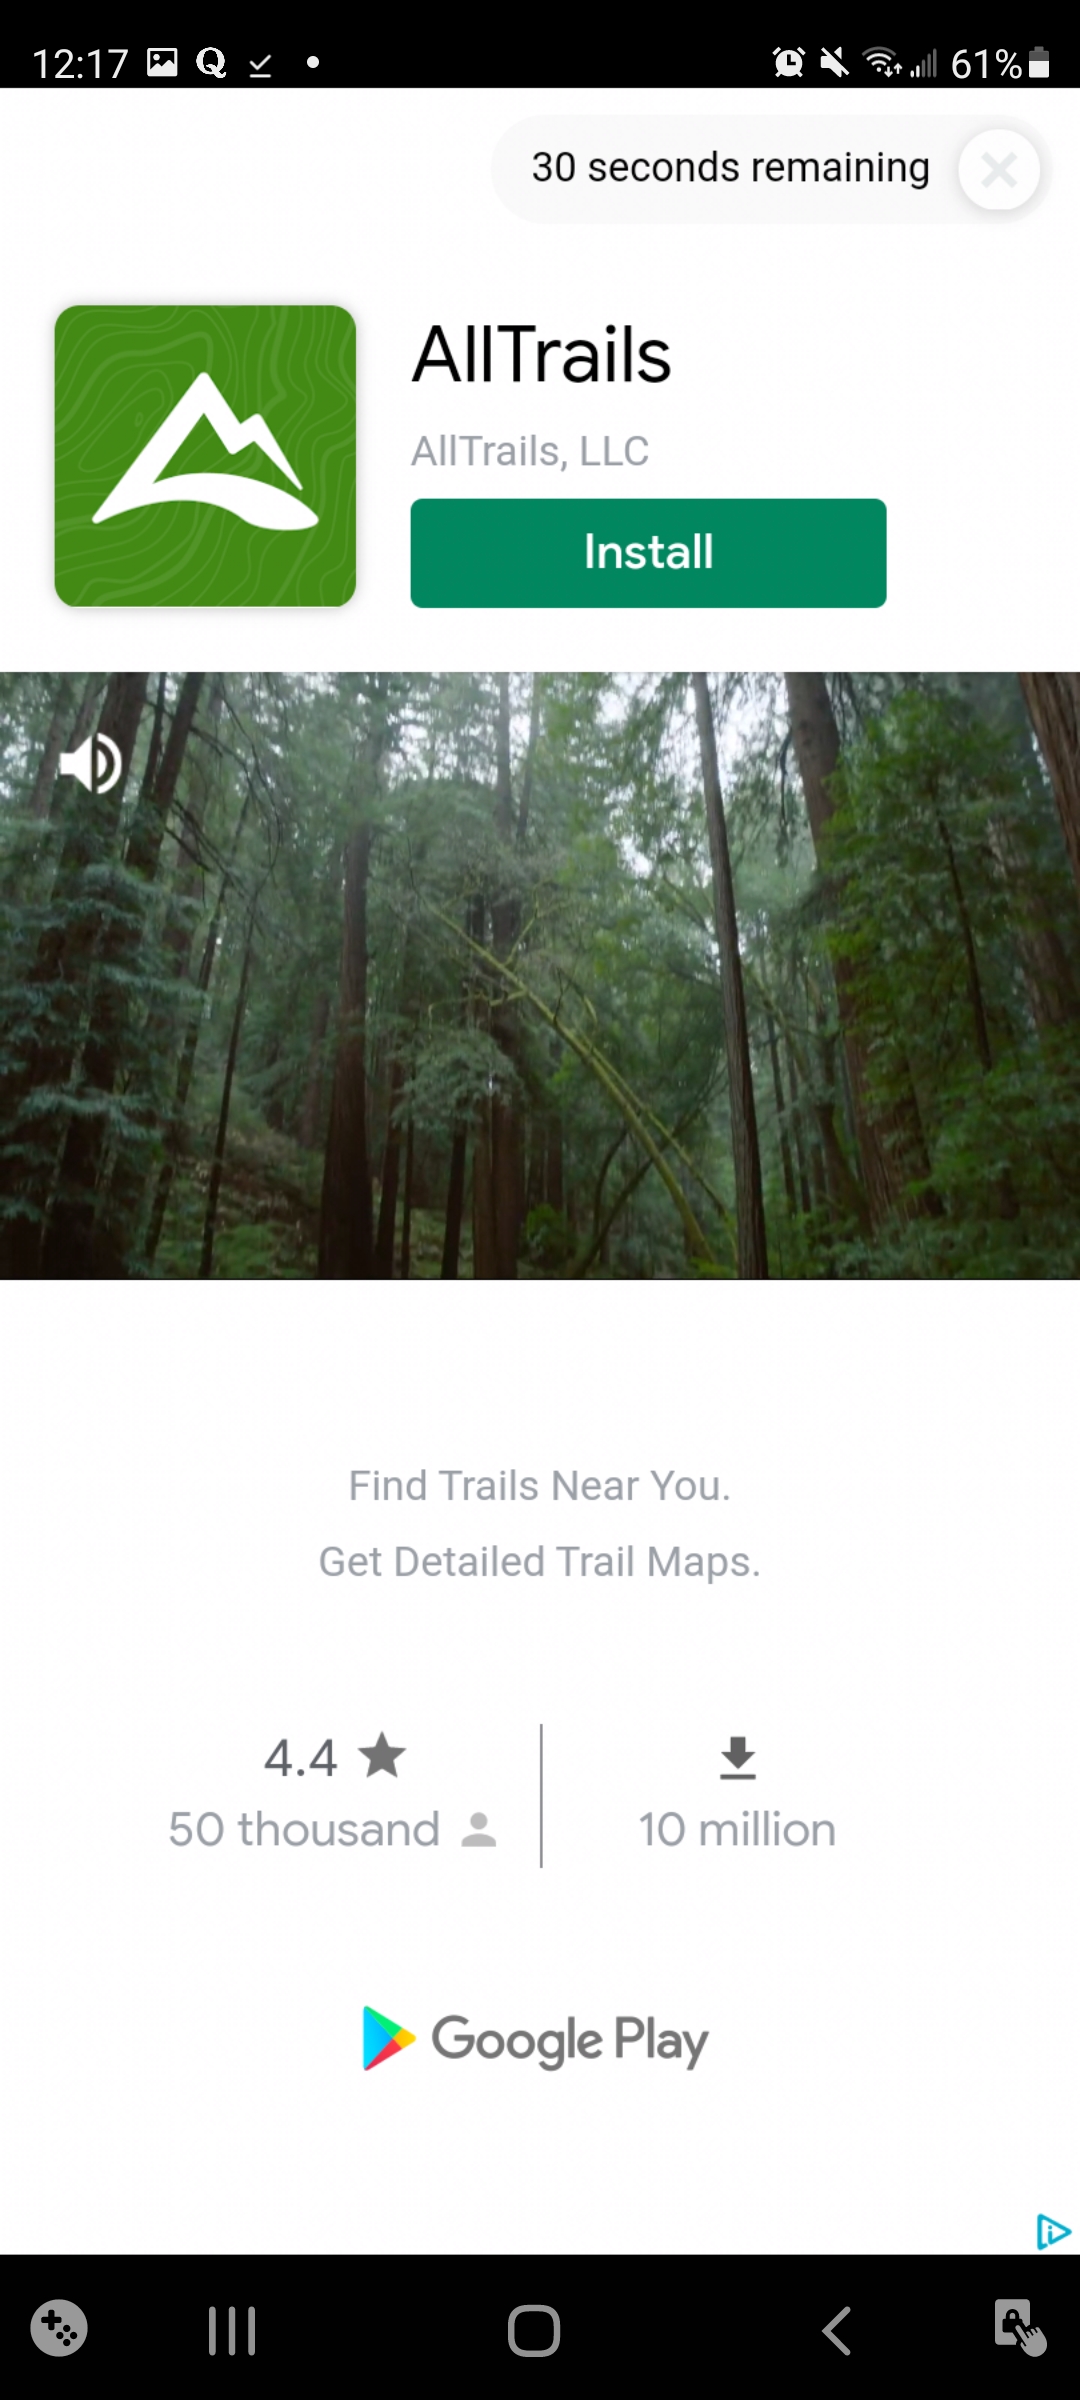 12:17
61%
30 seconds remaining
AllTrails
AllTrails, LLC
Install
Find Trails Near You.
Get Detailed Trail Maps.
4.4
50 thousand
10 million
Google Play